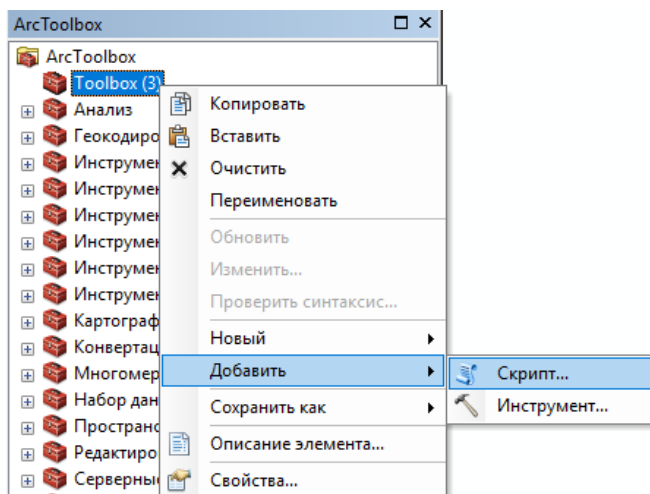 ArcToolbox
ArcToolbox
Toolbox (3)
Анализ
Геокодиро
Инструмен
Инструмен
Инструмен
Инструмен
Инструмен
Инструмен
Картограф
Конвертац
Многомер
Набор дан
Пространс
Редактиро
Серверны
Копировать
Вставить
Очистить
Переименовать
Обновить
Изменить...
Проверить синтаксис...
Новый
Добавить
Сохранить как
Описание элемента...
Свойства...
Скрипт...
Инструмент...